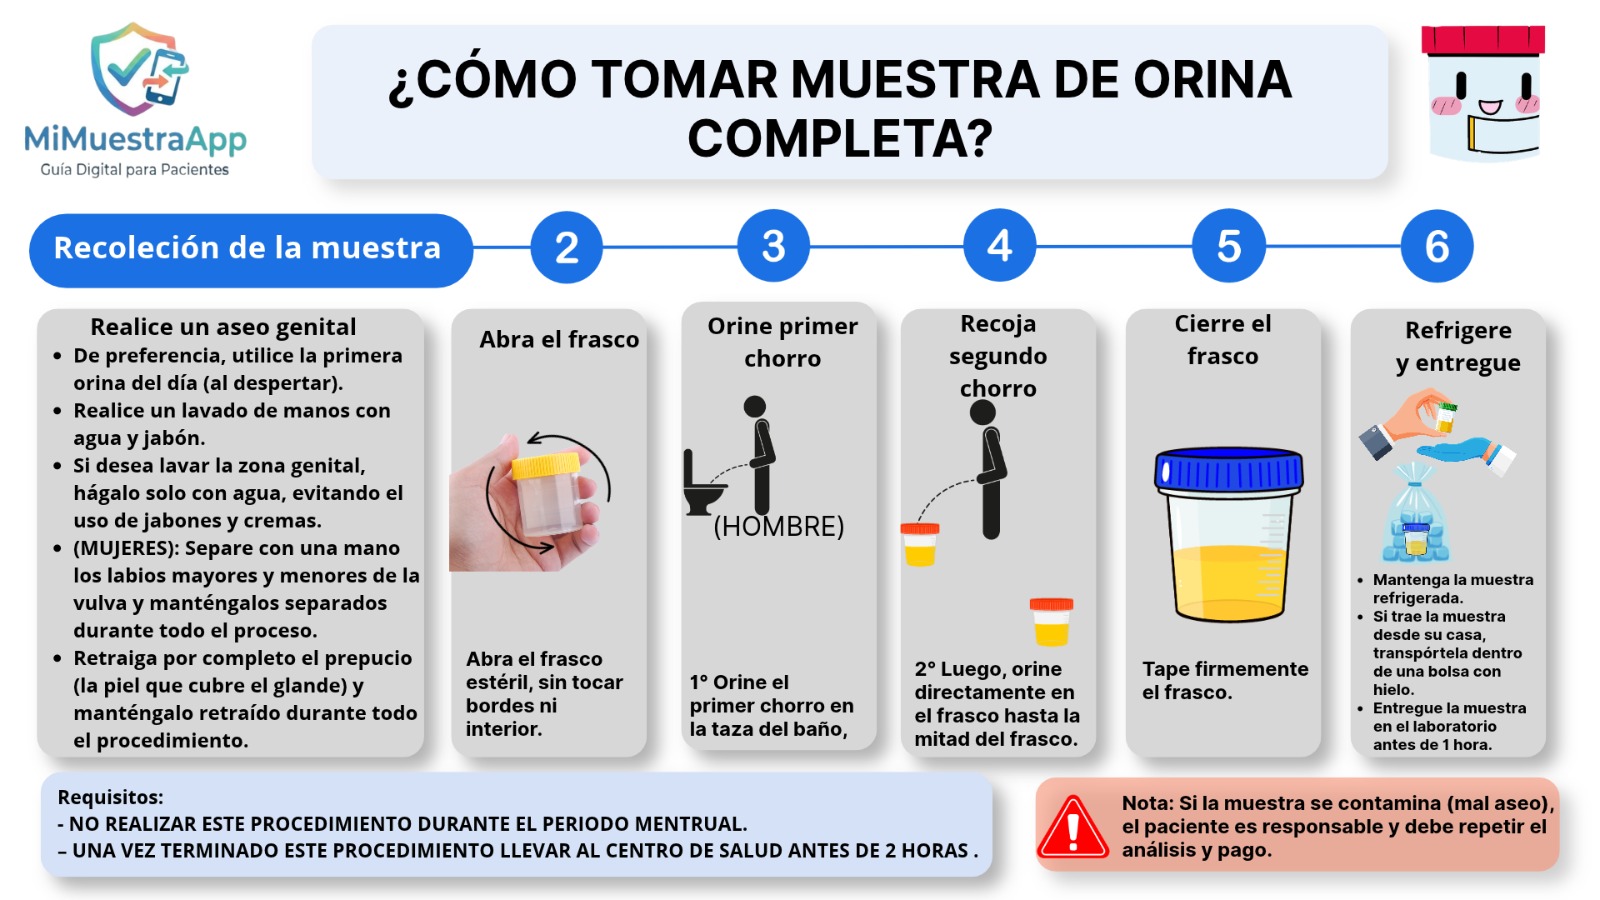 MiMuestraApp
Guía Digital para Pacientes
¿CÓMO TOMAR MUESTRA DE ORINA
COMPLETA?
Recoleción de la muestra
2
3
4
5
6
Realice un aseo genital
• De preferencia, utilice la primera
orina del día (al despertar).
• Realice un lavado de manos con
agua y jabón.
• Si desea lavar la zona genital,
hágalo solo con agua, evitando el
uso de jabones y cremas.
• (MUJERES): Separe con una mano
los labios mayores y menores de la
vulva y manténgalos separados
durante todo el proceso.
• Retraiga por completo el prepucio
(la piel que cubre el glande) y
manténgalo retraído durante todo
el procedimiento.
Abra el frasco
Abra el frasco
estéril, sin tocar
bordes ni
interior.
Orine primer
chorro
(HOMBRE)
1° Orine el
primer chorro en
la taza del baño,
Recoja
segundo
chorro
2° Luego, orine
directamente en
el frasco hasta la
mitad del frasco.
Cierre el
frasco
Tape firmemente
el frasco.
Refrigere
y entregue
• Mantenga la muestra
refrigerada.
• Si trae la muestra
desde su casa,
transpórtela dentro
de una bolsa con
hielo.
• Entregue la muestra
en el laboratorio
antes de 1 hora.
Requisitos:
- NO REALIZAR ESTE PROCEDIMIENTO DURANTE EL PERIODO MENTRUAL.
– UNA VEZ TERMINADO ESTE PROCEDIMIENTO LLEVAR AL CENTRO DE SALUD ANTES DE 2 HORAS .
Nota: Si la muestra se contamina (mal aseo),
el paciente es responsable y debe repetir el
análisis y pago.